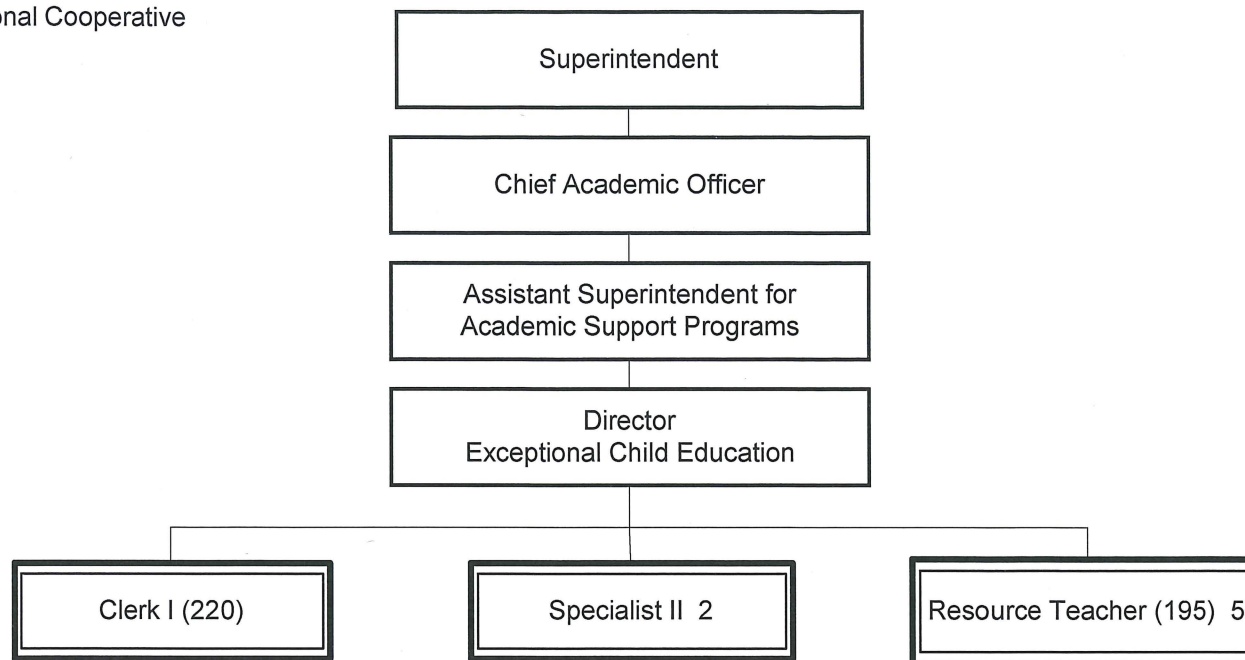 Cooperative
Superintendent
Chief Academic Officer
Assistant Superintendent for
Academic Support Programs
Director
Exceptional Child Education
Clerk I (220)
Specialist II 2
Resource Teacher (195) 5